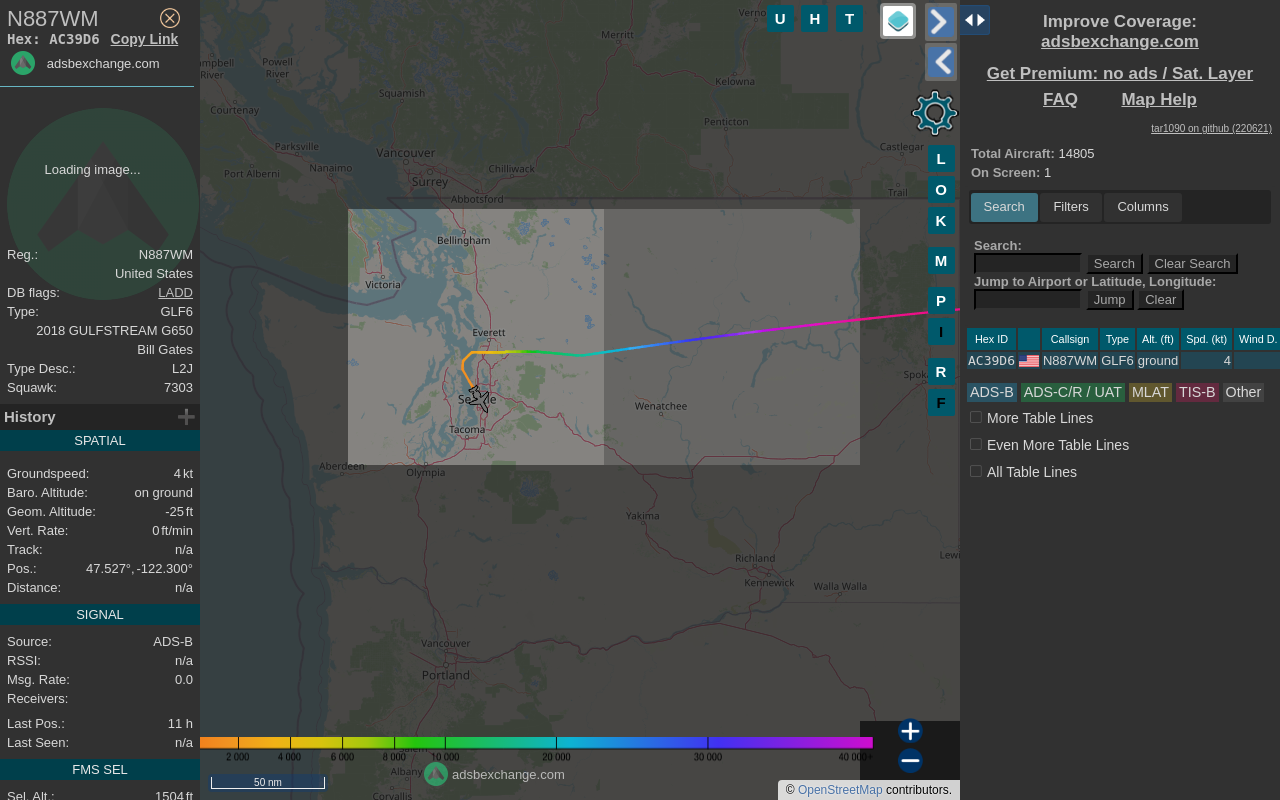 N887WM
Hex: AC39D6 Copy Link
adsbexchange.com
Loading image...
Reg.: N887WM
United States
DB flags: LADD
Type: GLF6
2018 GULFSTREAM G650
Bill Gates
Type Desc.: L2J
Squawk: 7303
History
SPATIAL
Groundspeed: 4 kt
Baro. Altitude: on ground
Geom. Altitude: -25 ft
Vert. Rate: 0 ft/min
Track: n/a
Pos.: 47.527°, -122.300°
Distance: n/a
SIGNAL
Source: ADS-B
RSSI: n/a
Msg. Rate: 0.0
Receivers:
Last Pos.: 11 h
Last Seen: n/a
FMS SEL
Sel. Alt.: 1504 ft
U H T
L
O
K
M
P
I
R
F
Merritt
Powell
River
River
Squamish
Kelowna
Courtenay
Penticton
Parksville
Vancouver
Port Alberni
Nanaimo
Chilliwack
Castlegar
Surrey
Abbotsford
Trail
Bellingham
Victoria
Everett
Wenatchee
Tacoma
Aberdeen
Olympia
Yakima
Richland
Kennewick
Walla Walla
Vancouver
Portland
Albany
Corvallis
2 000 4 000 6 000 8 000 10 000 20 000 30 000 40 000+
adsbexchange.com
50 nm
© OpenStreetMap contributors.
Improve Coverage:
adsbexchange.com
Get Premium: no ads / Sat. Layer
FAQ Map Help
tar1090 on github (220621)
Total Aircraft: 14805
On Screen: 1
Search Filters Columns
Search:
Search Clear Search
Jump to Airport or Latitude, Longitude:
Jump Clear
Hex ID Callsign Type Alt. (ft) Spd. (kt) Wind D.
AC39D6 N887WM GLF6 ground 4
ADS-B ADS-C/R / UAT MLAT TIS-B Other
More Table Lines
Even More Table Lines
All Table Lines